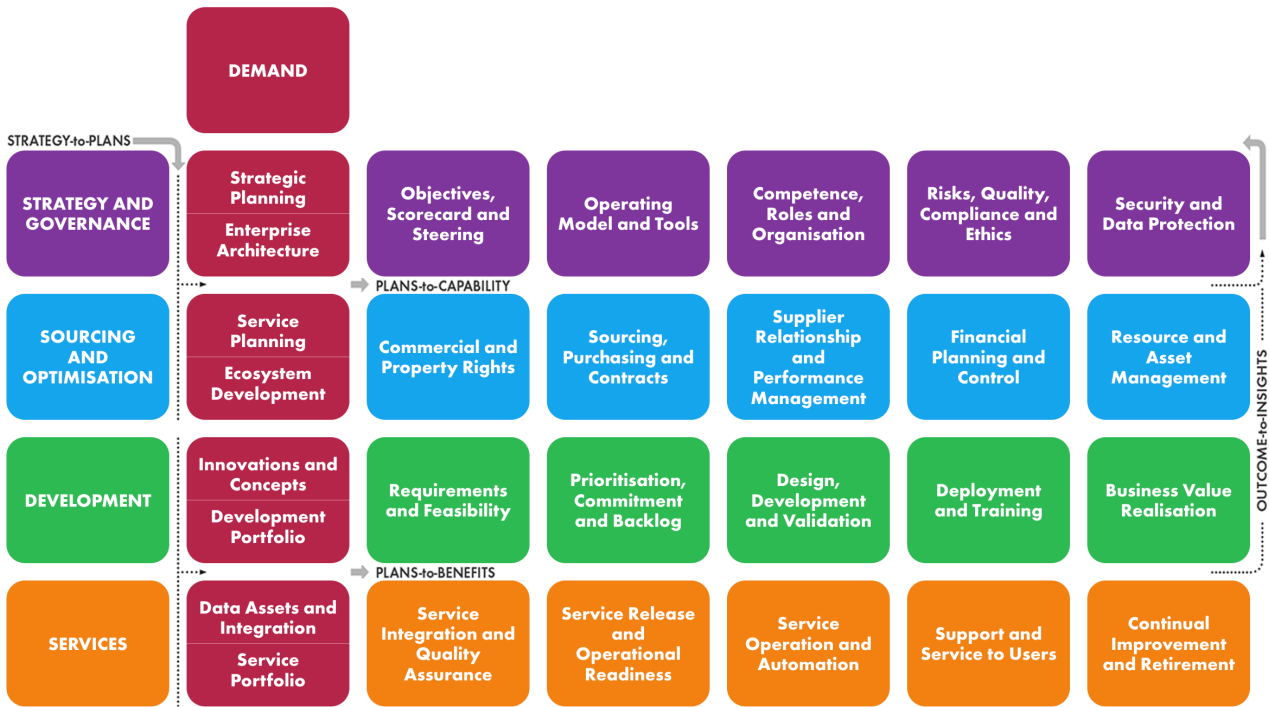 DEMAND
STRATEGY-to-PLANS
STRATEGY AND
GOVERNANCE
Strategic
Planning
Enterprise
Architecture
Objectives,
Scorecard and
Steering
Operating
Model and Tools
Competence,
Roles and
Organisation
Risks, Quality,
Compliance and
Ethics
Security and
Data Protection
PLANS-to-CAPABILITY
SOURCING
AND
OPTIMISATION
Service
Planning
Ecosystem
Development
Commercial and
Property Rights
Sourcing,
Purchasing and
Contracts
Supplier
Relationship
and
Performance
Management
Financial
Planning and
Control
Resource and
Asset
Management
OUTCOME-to-INSIGHTS
DEVELOPMENT
Innovations and
Concepts
Development
Portfolio
Requirements
and Feasibility
Prioritisation,
Commitment
and Backlog
Design,
Development
and Validation
Deployment
and Training
Business Value
Realisation
PLANS-to-BENEFITS
SERVICES
Data Assets and
Integration
Service
Portfolio
Service
Integration and
Quality
Assurance
Service Release
and
Operational
Readiness
Service
Operation and
Automation
Support and
Service to Users
Continual
Improvement
and Retirement